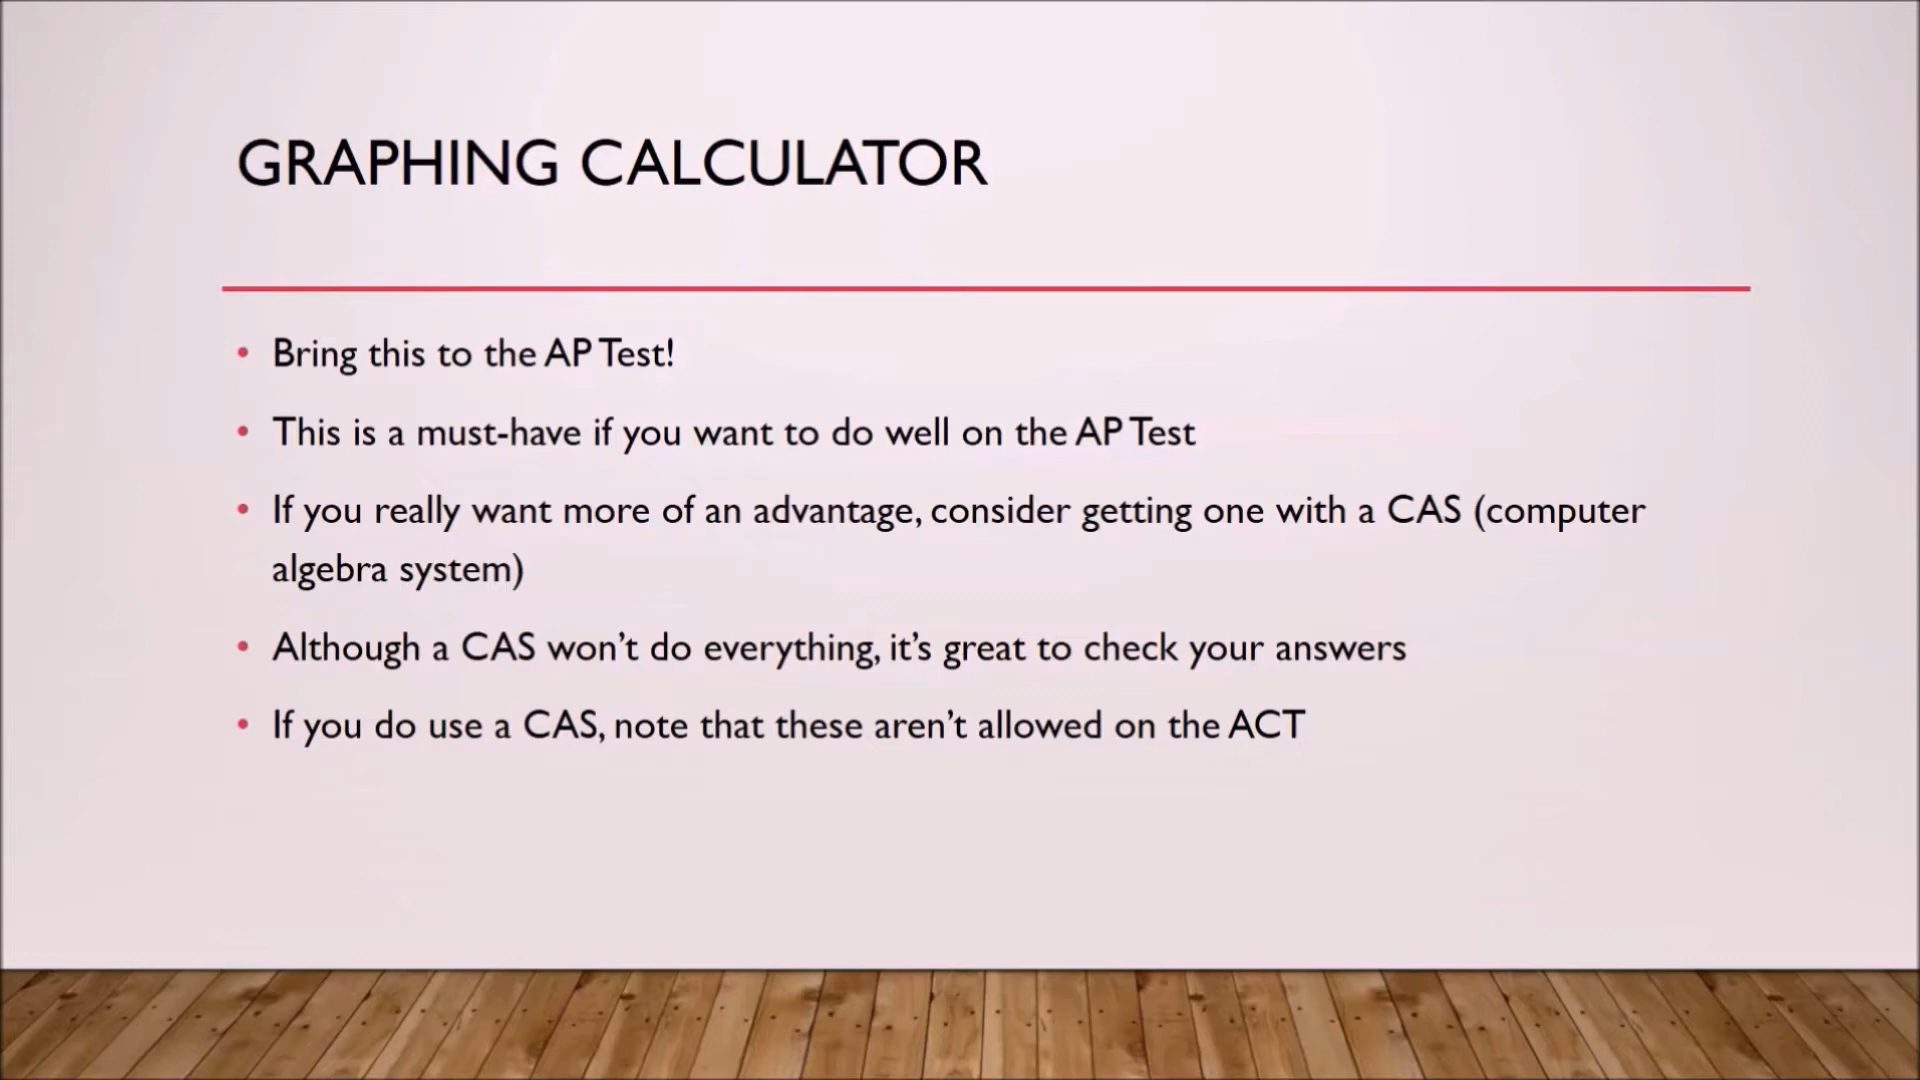 GRAPHING CALCULATOR
• Bring this to the AP Test!
• This is a must-have if you want to do well on the AP Test
• If you really want more of an advantage, consider getting one with a CAS (computer
algebra system)
• Although a CAS won’t do everything, it’s great to check your answers
• If you do use a CAS, note that these aren’t allowed on the ACT